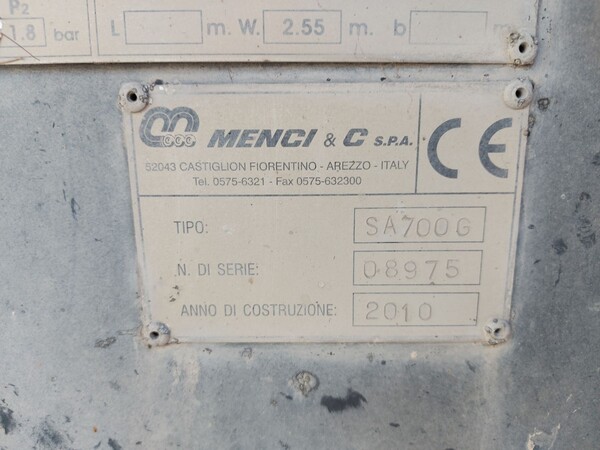 P2
1.8 bar
L m. W. 2.55 m. b m
MENCI & C S.P.A.
CE
52043 CASTIGLION FIORENTINO - AREZZO - ITALY
Tel. 0575-6321 - Fax 0575-632300
TIPO: SA700G
N. DI SERIE: 08975
ANNO DI COSTRUZIONE: 2010